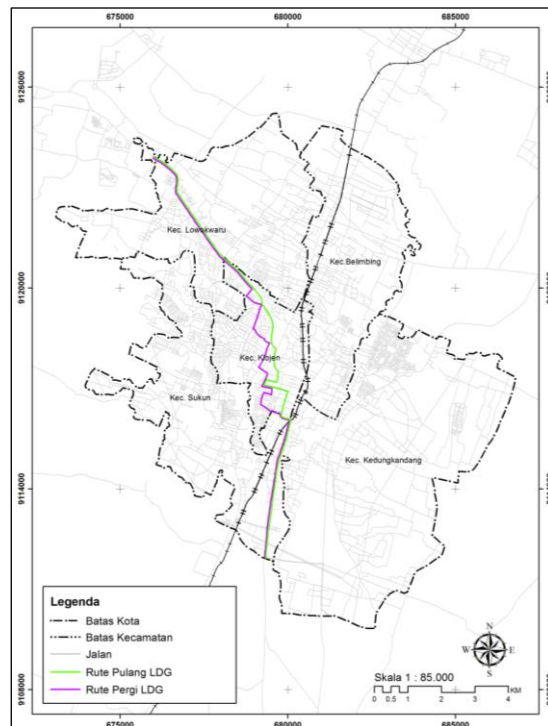 675000 680000 685000
9126000
Kec. Lowokwaru
Kec.Belimbing
9120000
Kec. Klojen
Kec. Sukun
Kec. Kedungkandang
9114000
Legenda
Batas Kota
Batas Kecamatan
Jalan
Rute Pulang LDG
Rute Pergi LDG
N
W E
S
Skala 1 : 85.000
KM
0 0,5 1 2 3 4
9108000
675000 680000 685000